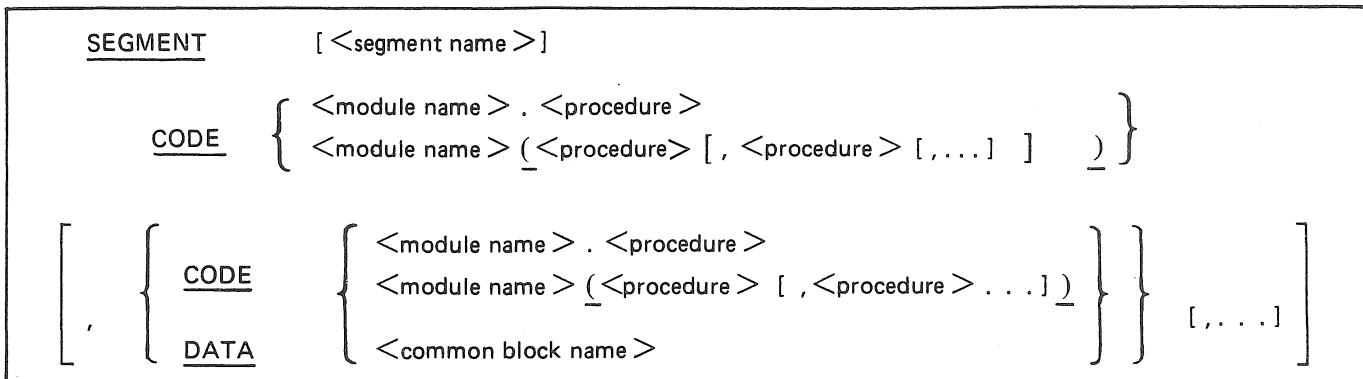 SEGMENT [ <segment name> ]
<module name> . <procedure>
CODE
<module name> ( <procedure> [ , <procedure> [ ,... ] ] )
<module name> . <procedure>
CODE
<module name> ( <procedure> [ , <procedure> . . . ] )
, [ , . . . ]
DATA <common block name>